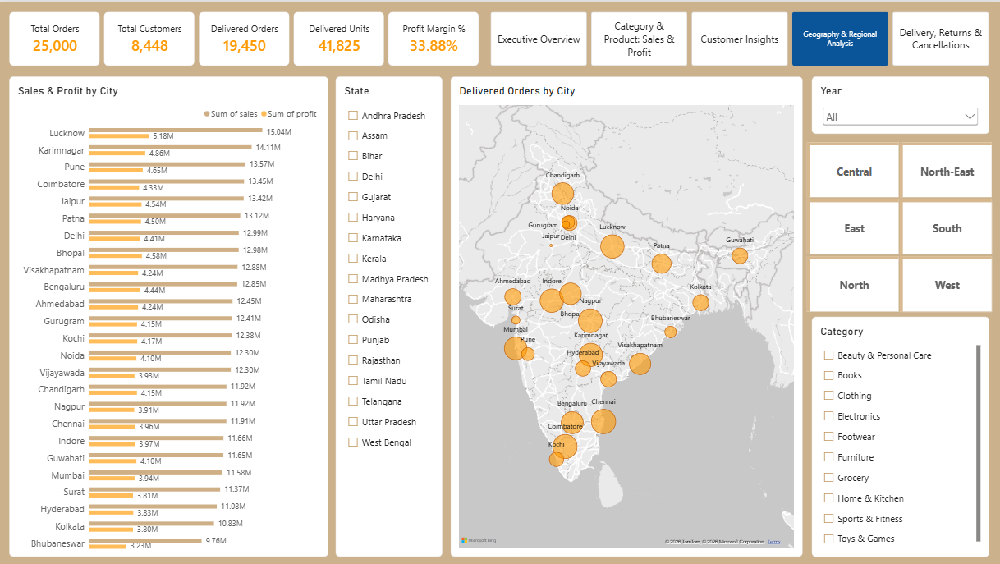 Total Orders
25,000
Total Customers
8,448
Delivered Orders
19,450
Delivered Units
41,825
Profit Margin %
33.88%
Executive Overview
Category &
Product: Sales &
Profit
Customer Insights
Geography & Regional
Analysis
Delivery, Returns &
Cancellations
Sales & Profit by City
Sum of sales Sum of profit
Lucknow 15.04M
5.18M
Karimnagar 14.11M
4.86M
Pune 13.57M
4.65M
Coimbatore 13.45M
4.33M
Jaipur 13.42M
4.54M
Patna 13.12M
4.50M
Delhi 12.99M
4.41M
Bhopal 12.98M
4.58M
Visakhapatnam 12.88M
4.24M
Bengaluru 12.85M
4.44M
Ahmedabad 12.45M
4.24M
Gurugram 12.41M
4.15M
Kochi 12.38M
4.17M
Noida 12.30M
4.10M
Vijayawada 12.30M
3.93M
Chandigarh 11.92M
4.15M
Nagpur 11.92M
3.91M
Chennai 11.91M
3.96M
Indore 11.66M
3.97M
Guwahati 11.65M
4.10M
Mumbai 11.58M
3.94M
Surat 11.37M
3.81M
Hyderabad 11.08M
3.83M
Kolkata 10.83M
3.80M
Bhubaneswar 9.76M
3.23M
State
Andhra Pradesh
Assam
Bihar
Delhi
Gujarat
Haryana
Karnataka
Kerala
Madhya Pradesh
Maharashtra
Odisha
Punjab
Rajasthan
Tamil Nadu
Telangana
Uttar Pradesh
West Bengal
Delivered Orders by City
Chandigarh
Noida
Gurugram
Lucknow
Jaipur
Delhi
Guwahati
Patna
Ahmedabad
Indore
Kolkata
Nagpur
Surat
Bhopal
Bhubaneswar
Mumbai
Karimnagar
Pune
Visakhapatnam
Hyderabad
Vijayawada
Bengaluru
Chennai
Coimbatore
Kochi
Microsoft Bing
© 2026 TomTom, © 2026 Microsoft Corporation Terms
Year
All
Central
North-East
East
South
North
West
Category
Beauty & Personal Care
Books
Clothing
Electronics
Footwear
Furniture
Grocery
Home & Kitchen
Sports & Fitness
Toys & Games